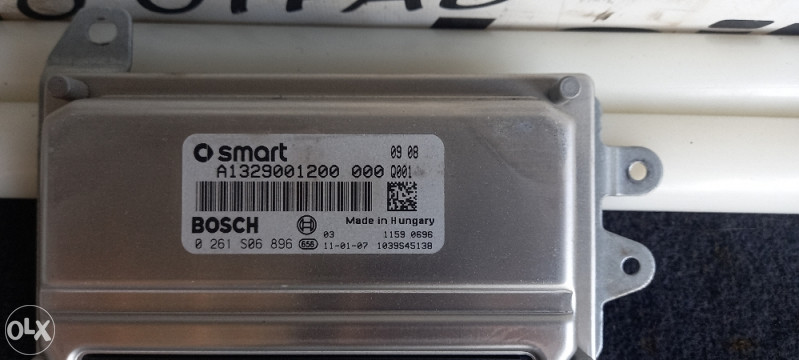 smart 09 08
A1329001200 000 Q001
BOSCH Made in Hungary
03 1159 0696
0 261 S06 896 656 11-01-07 1039S45138
OLX